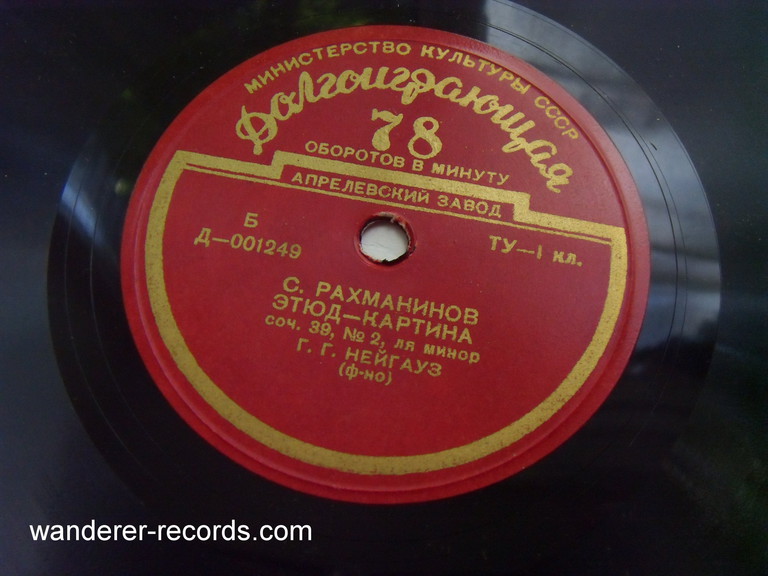 МИНИСТЕРСТВО КУЛЬТУРЫ СССР
Долгоиграющая
78
ОБОРОТОВ В МИНУТУ
АПРЕЛЕВСКИЙ ЗАВОД
Б
Д—001249
ТУ—1 кл.
С. РАХМАНИНОВ
ЭТЮД—КАРТИНА
соч. 39, № 2, ля минор
Г. Г. НЕЙГАУЗ
(ф-но)
wanderer-records.com